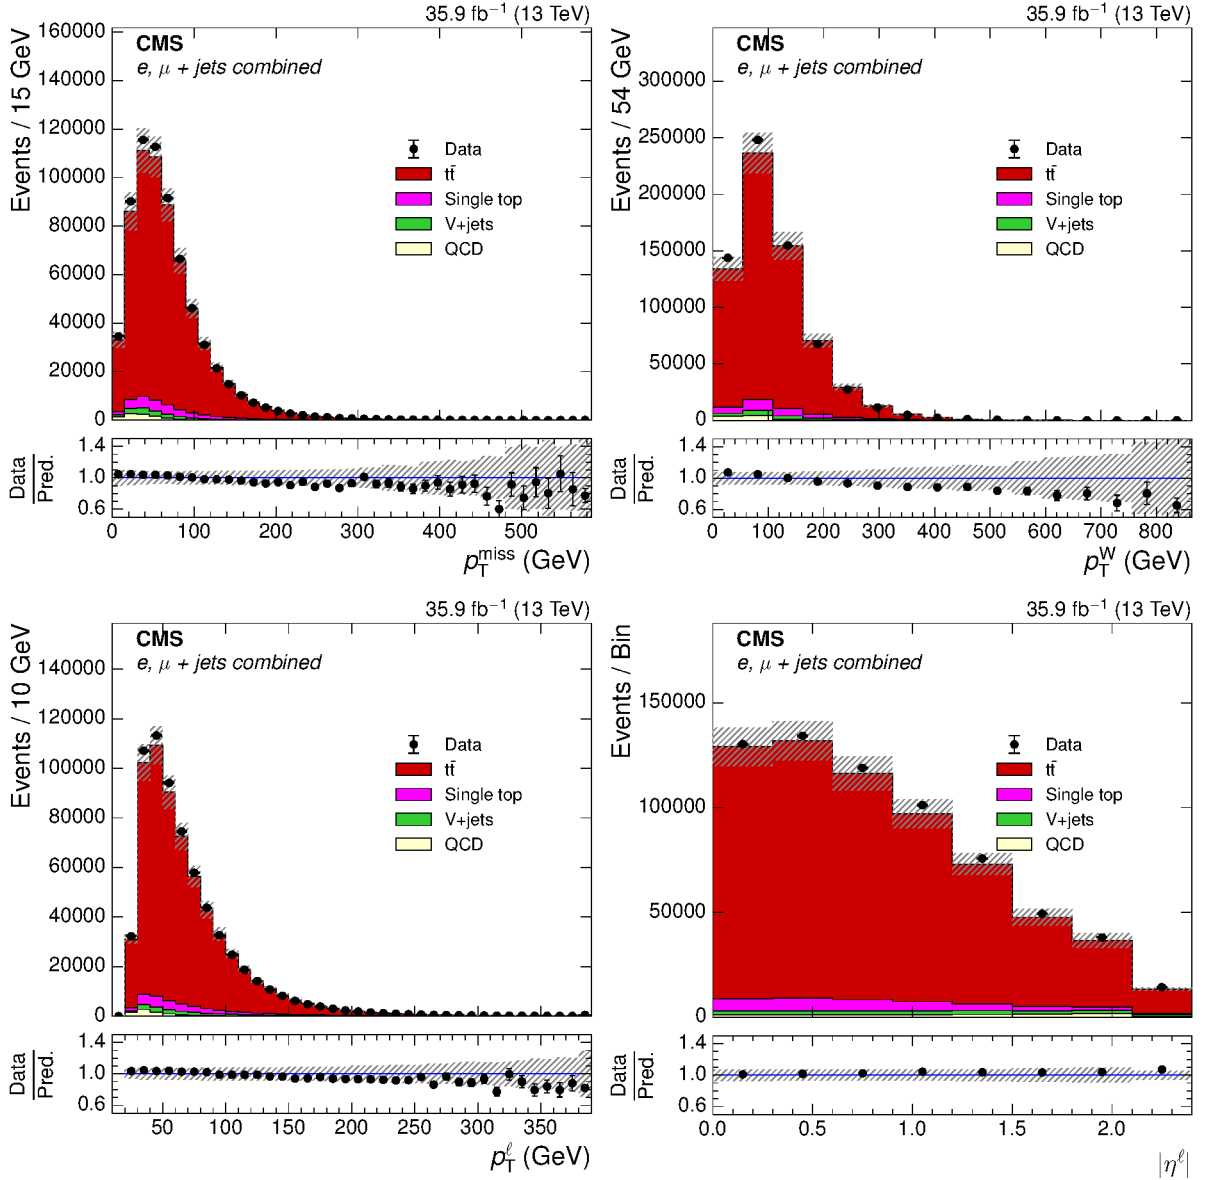 35.9 fb⁻¹ (13 TeV)
CMS
e, μ + jets combined
Events / 15 GeV
160000
140000
120000
100000
80000
60000
40000
20000
0
Data
tt̄
Single top
V+jets
QCD
Data
Pred.
1.4
1.0
0.6
0 100 200 300 400 500
p_T^miss (GeV)
35.9 fb⁻¹ (13 TeV)
CMS
e, μ + jets combined
Events / 54 GeV
300000
250000
200000
150000
100000
50000
0
Data
tt̄
Single top
V+jets
QCD
Data
Pred.
1.4
1.0
0.6
0 100 200 300 400 500 600 700 800
p_T^W (GeV)
35.9 fb⁻¹ (13 TeV)
CMS
e, μ + jets combined
Events / 10 GeV
140000
120000
100000
80000
60000
40000
20000
0
Data
tt̄
Single top
V+jets
QCD
Data
Pred.
1.4
1.0
0.6
50 100 150 200 250 300 350
p_T^ℓ (GeV)
35.9 fb⁻¹ (13 TeV)
CMS
e, μ + jets combined
Events / Bin
150000
100000
50000
0
Data
tt̄
Single top
V+jets
QCD
Data
Pred.
1.4
1.0
0.6
0.0 0.5 1.0 1.5 2.0
|η^ℓ|